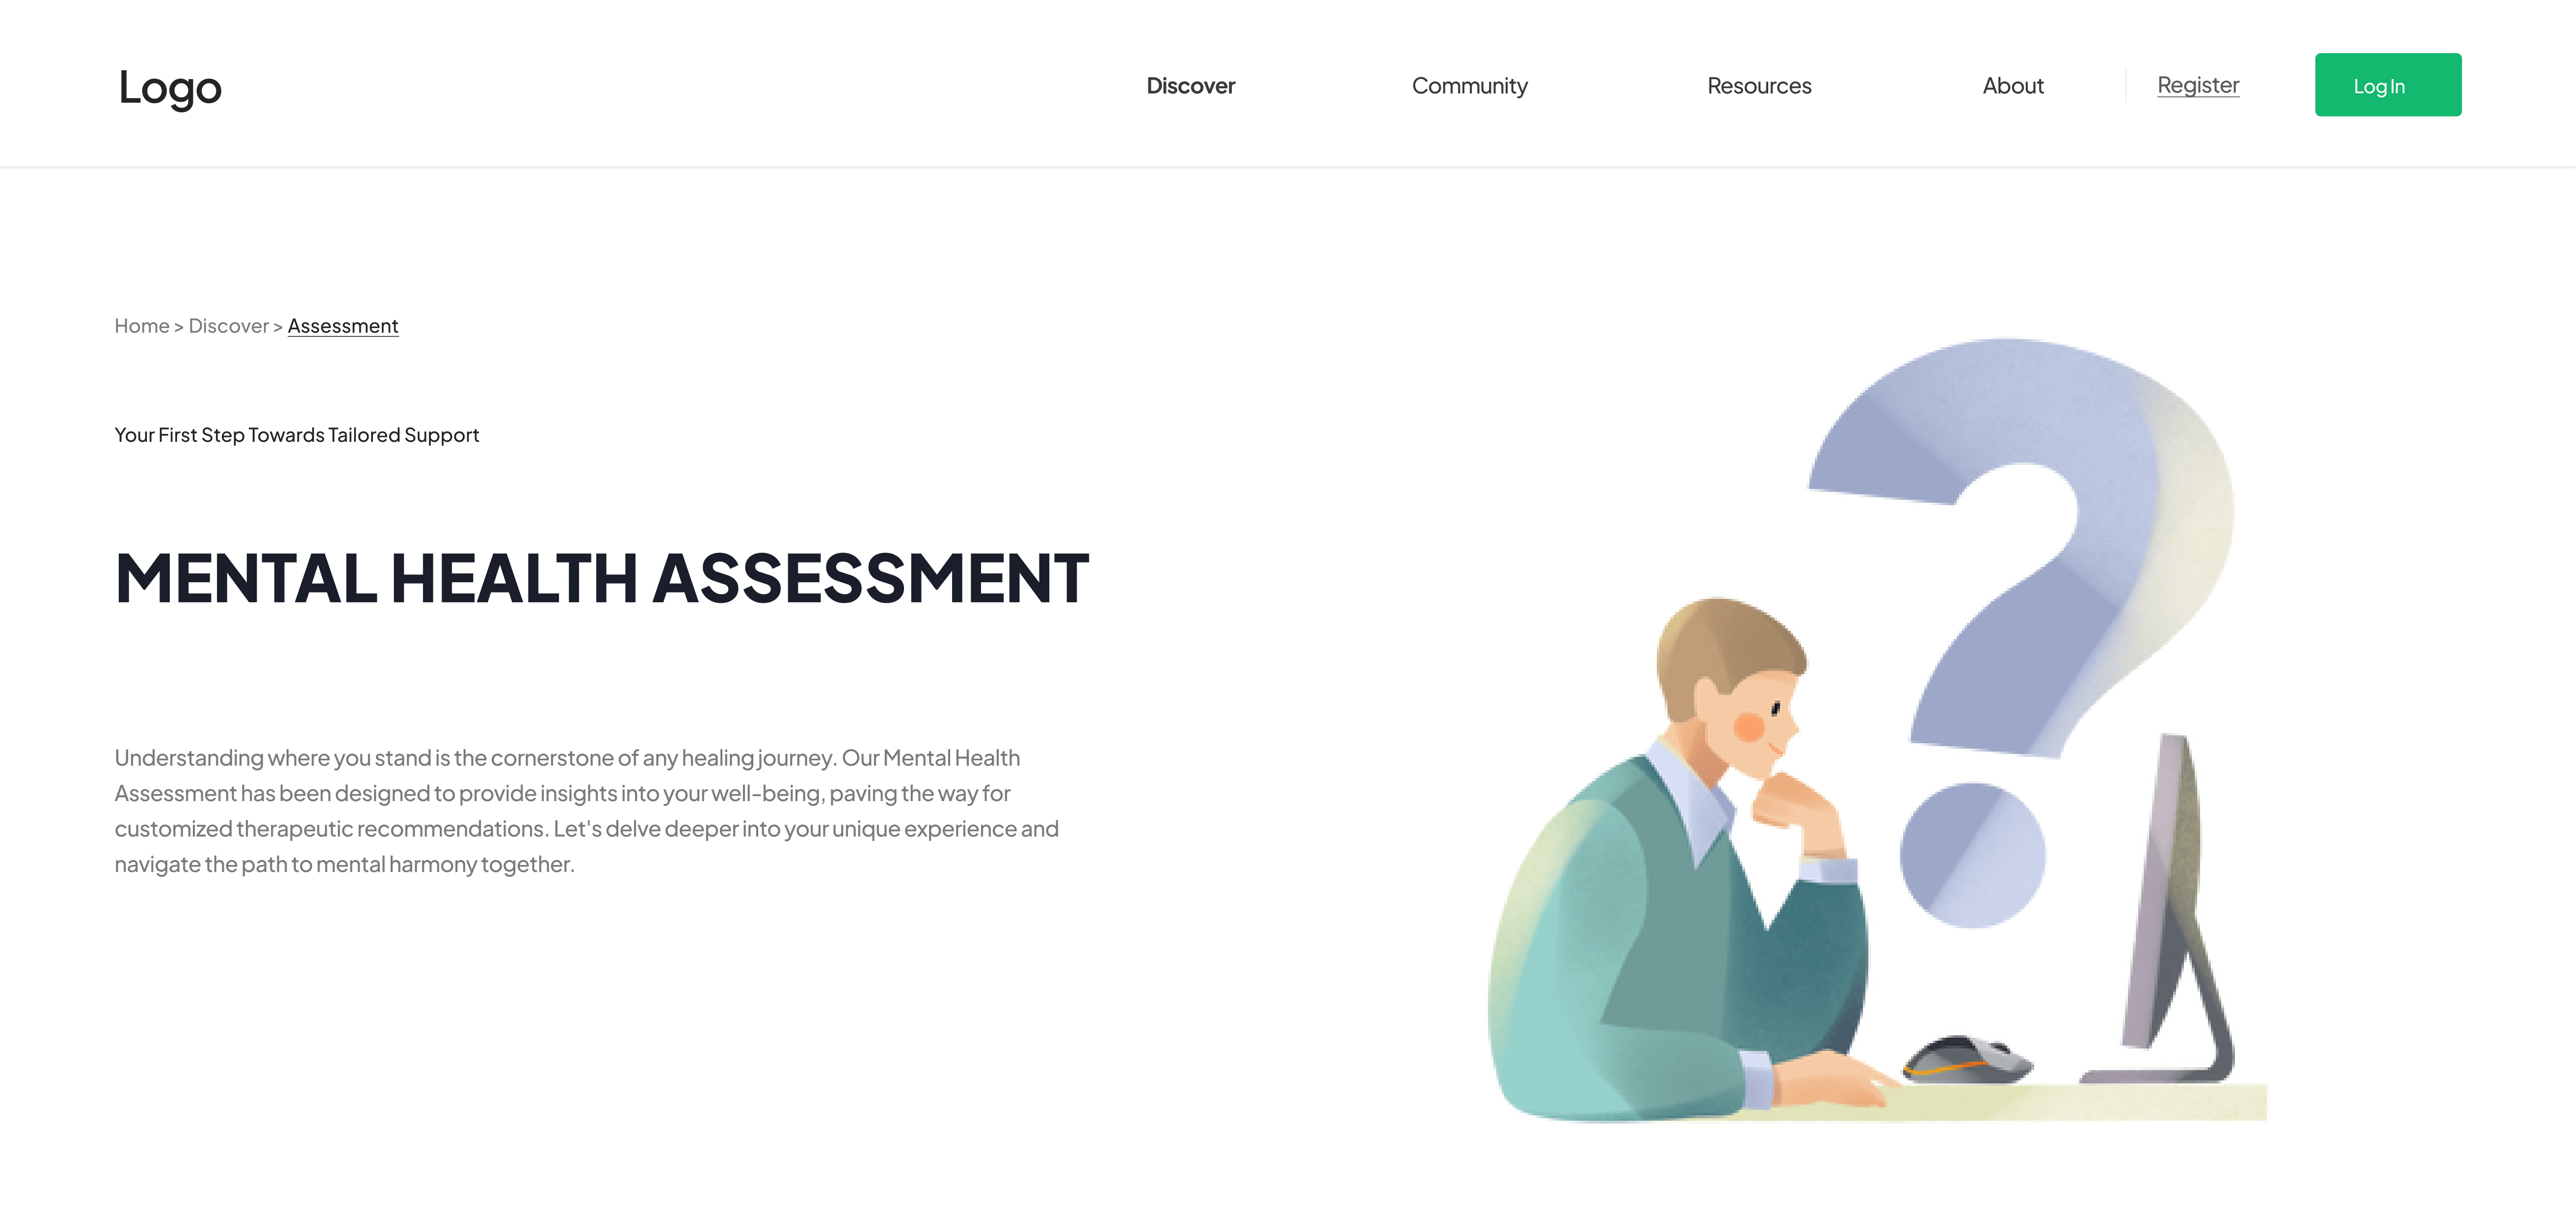 Logo
Discover
Community
Resources
About
Register
Log In
Home > Discover > Assessment
Your First Step Towards Tailored Support
MENTAL HEALTH ASSESSMENT
Understanding where you stand is the cornerstone of any healing journey. Our Mental Health
Assessment has been designed to provide insights into your well-being, paving the way for
customized therapeutic recommendations. Let's delve deeper into your unique experience and
navigate the path to mental harmony together.